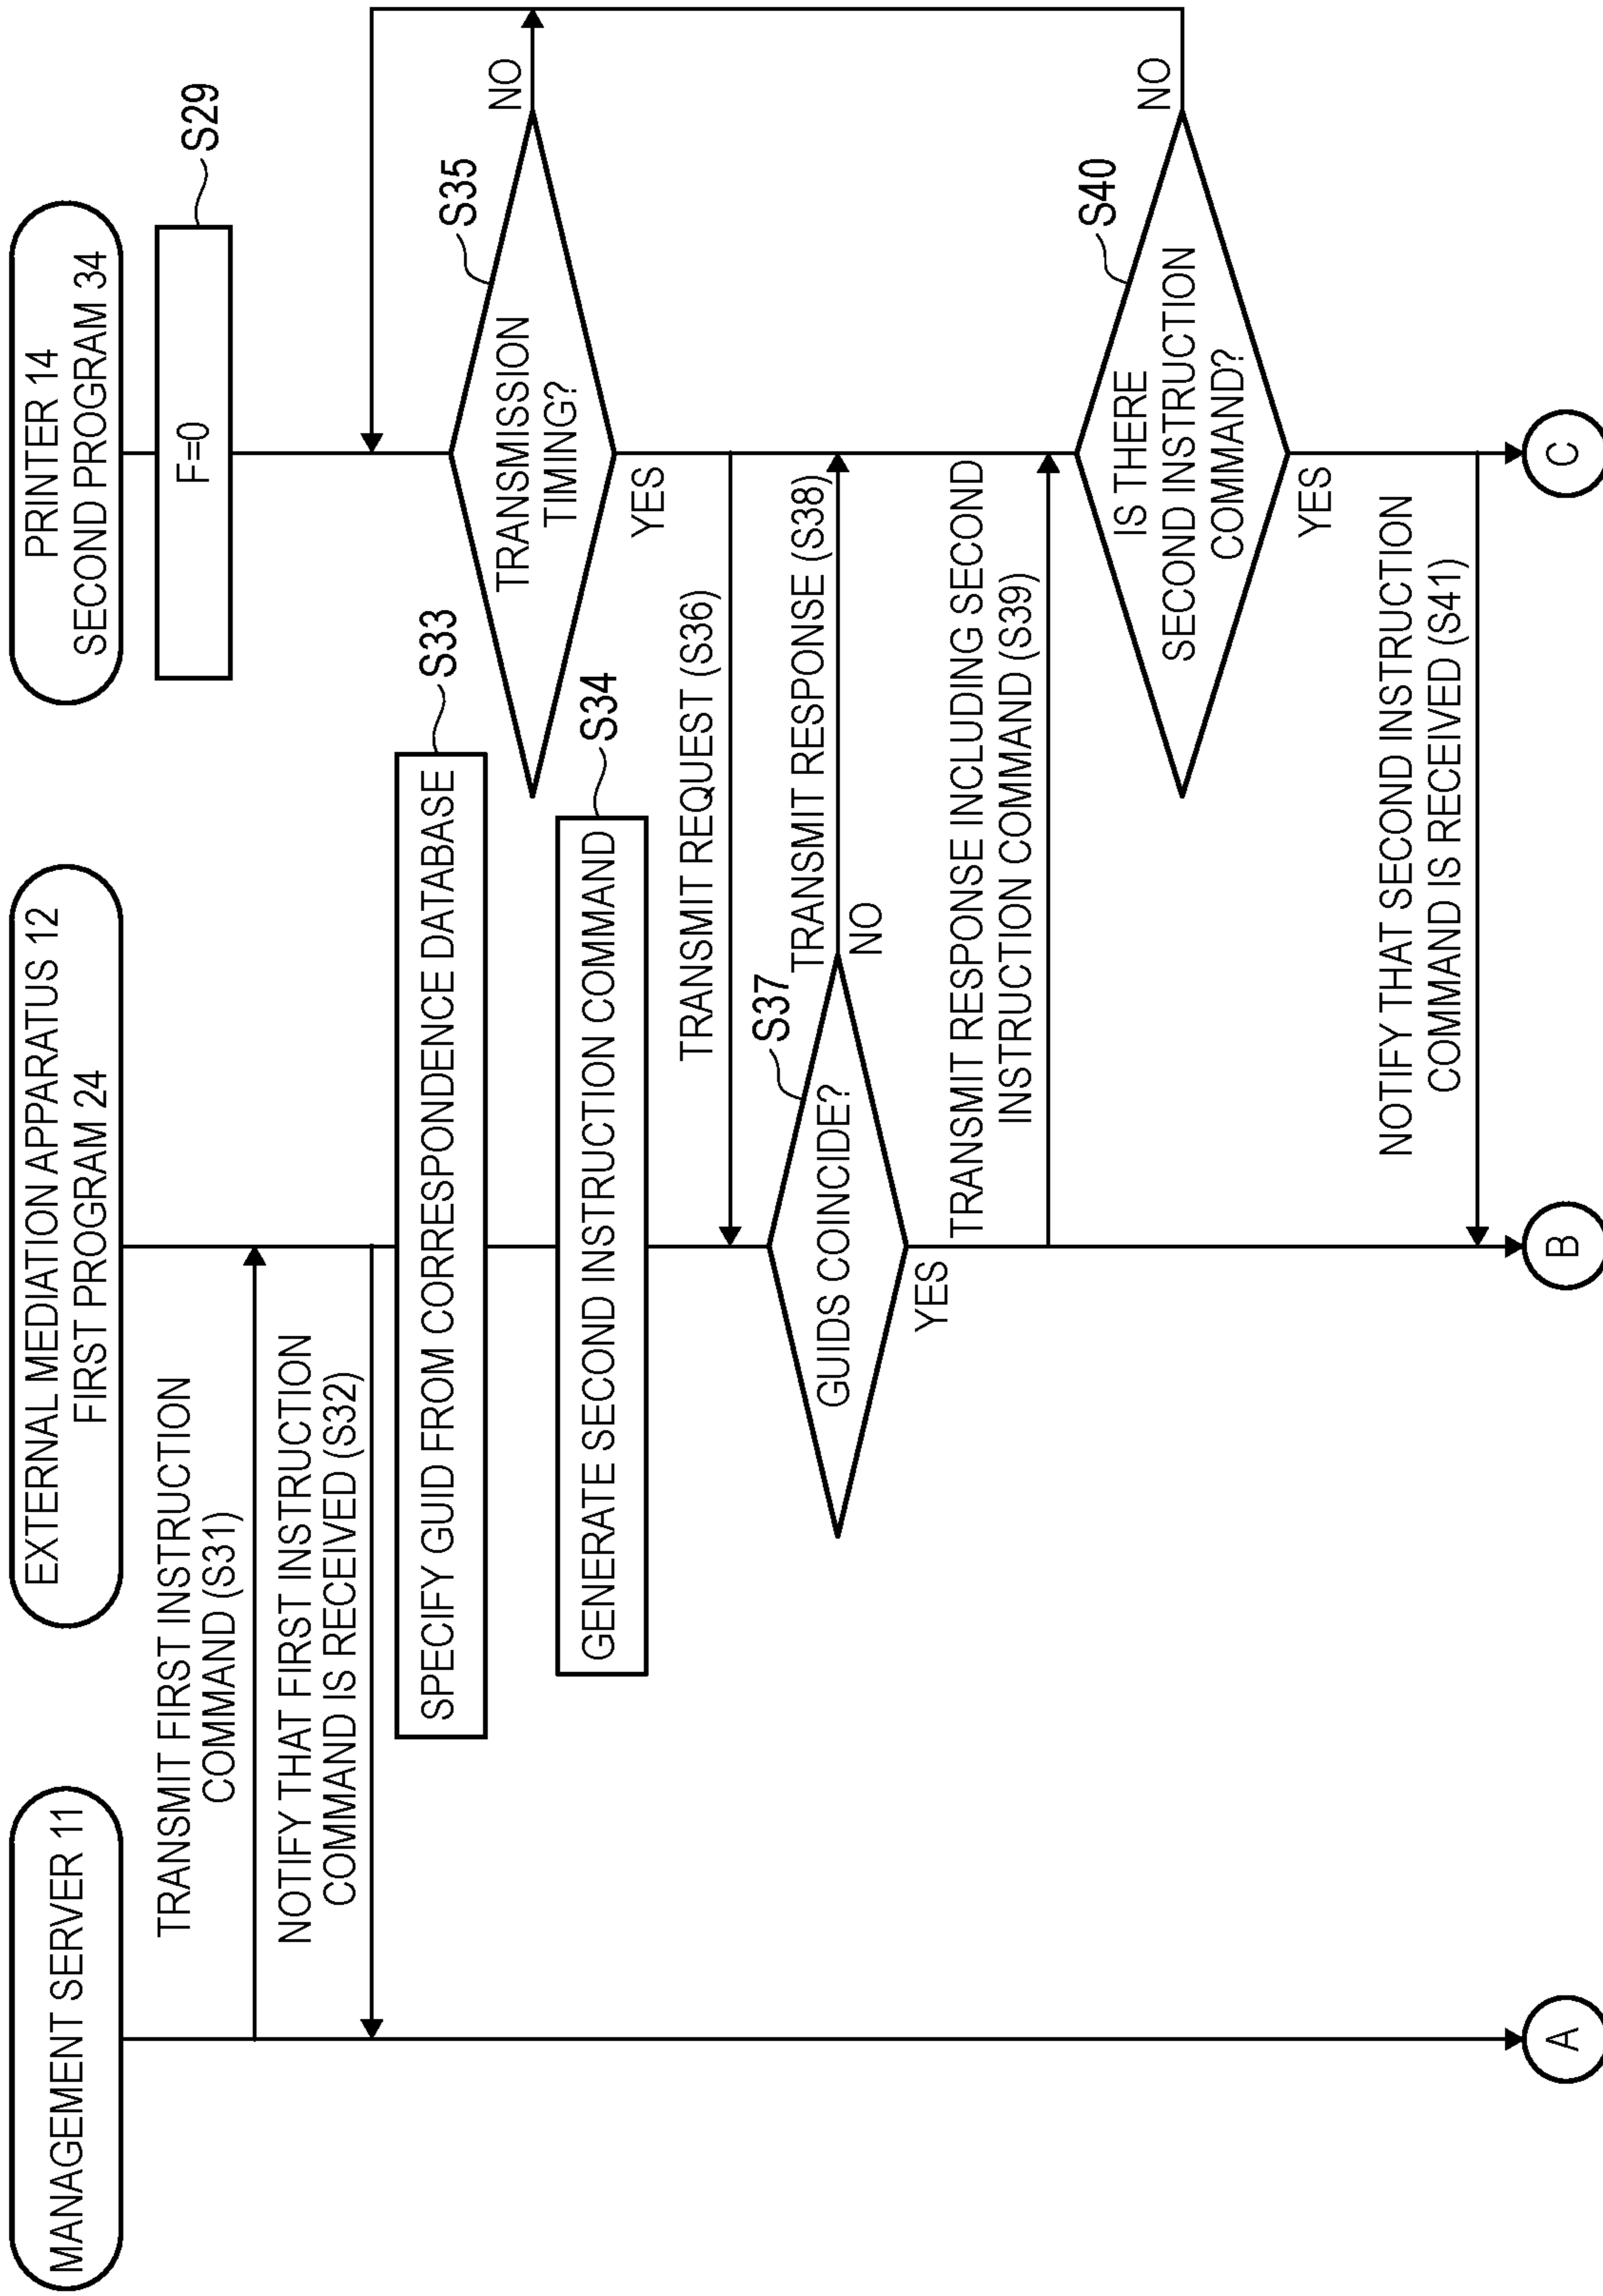 MANAGEMENT SERVER 11
EXTERNAL MEDIATION APPARATUS 12
FIRST PROGRAM 24
PRINTER 14
SECOND PROGRAM 34
F=0
S29
TRANSMIT FIRST INSTRUCTION
COMMAND (S31)
NOTIFY THAT FIRST INSTRUCTION
COMMAND IS RECEIVED (S32)
SPECIFY GUID FROM CORRESPONDENCE DATABASE
S33
GENERATE SECOND INSTRUCTION COMMAND
S34
TRANSMISSION
TIMING?
S35
NO
YES
TRANSMIT REQUEST (S36)
GUIDS COINCIDE?
S37
TRANSMIT RESPONSE (S38)
NO
YES
TRANSMIT RESPONSE INCLUDING SECOND
INSTRUCTION COMMAND (S39)
IS THERE
SECOND INSTRUCTION
COMMAND?
S40
NO
YES
NOTIFY THAT SECOND INSTRUCTION
COMMAND IS RECEIVED (S41)
A
B
C